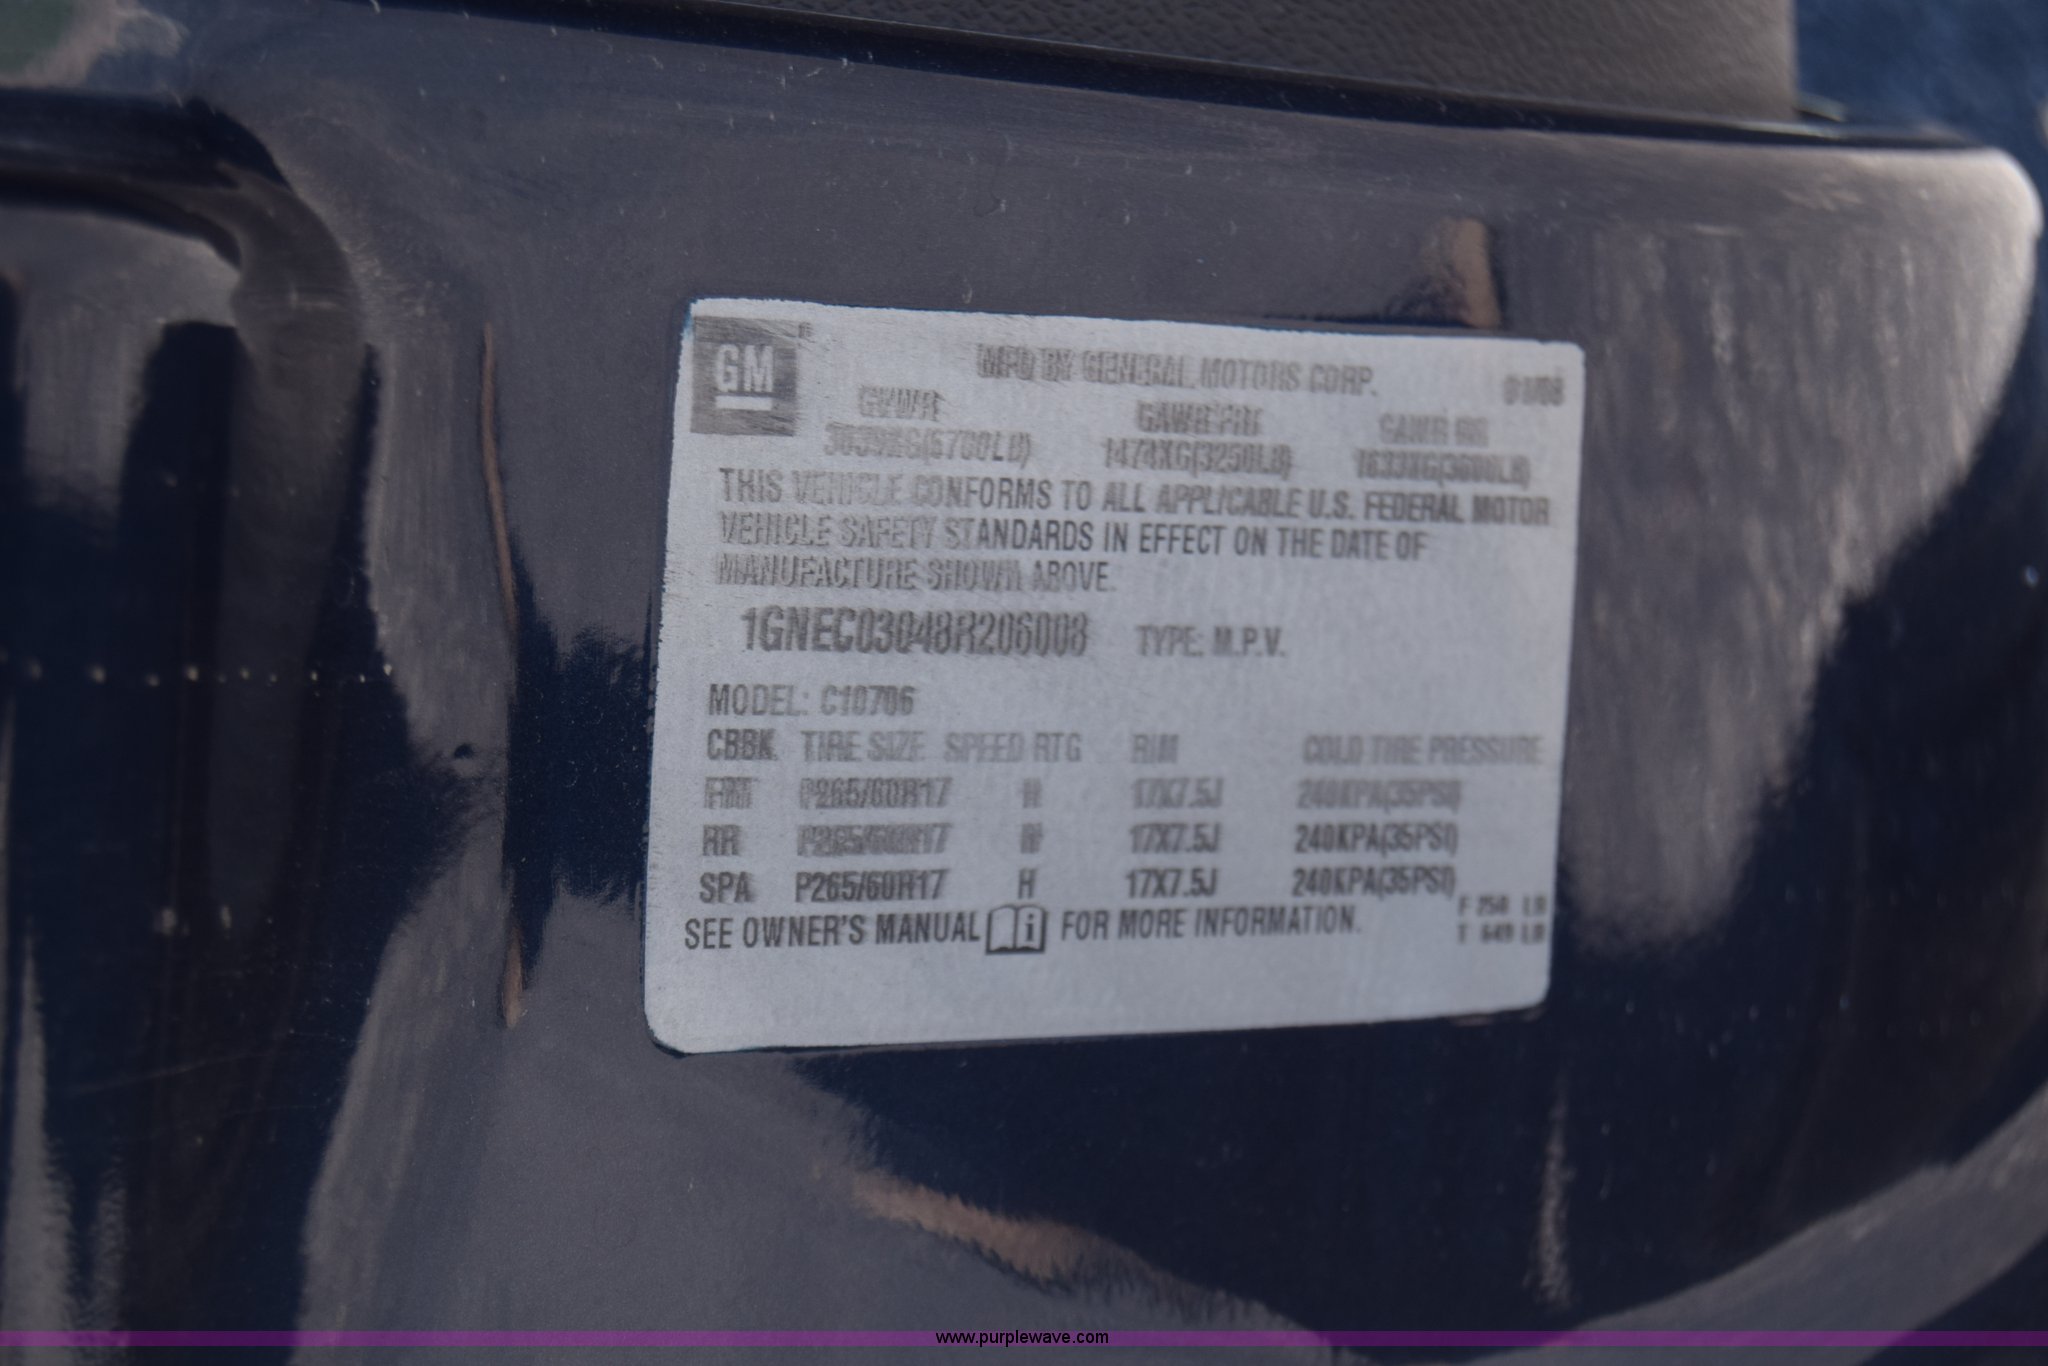 GM
MFD BY GENERAL MOTORS CORP.
GVWR GAWR FRT GAWR RR
1474KG(3250LB) 1633KG(3600LB)
THIS VEHICLE CONFORMS TO ALL APPLICABLE U.S. FEDERAL MOTOR
VEHICLE SAFETY STANDARDS IN EFFECT ON THE DATE OF
MANUFACTURE SHOWN ABOVE.
TYPE: M.P.V.
MODEL: C10706
TIRE SIZE SPEED RTG RIM COLD TIRE PRESSURE
FRT P265/60R17 H 17X7.5J 240KPA(35PSI)
RR P265/60R17 H 17X7.5J 240KPA(35PSI)
SPA P265/60R17 H 17X7.5J 240KPA(35PSI)
SEE OWNER'S MANUAL i FOR MORE INFORMATION.
www.purplewave.com